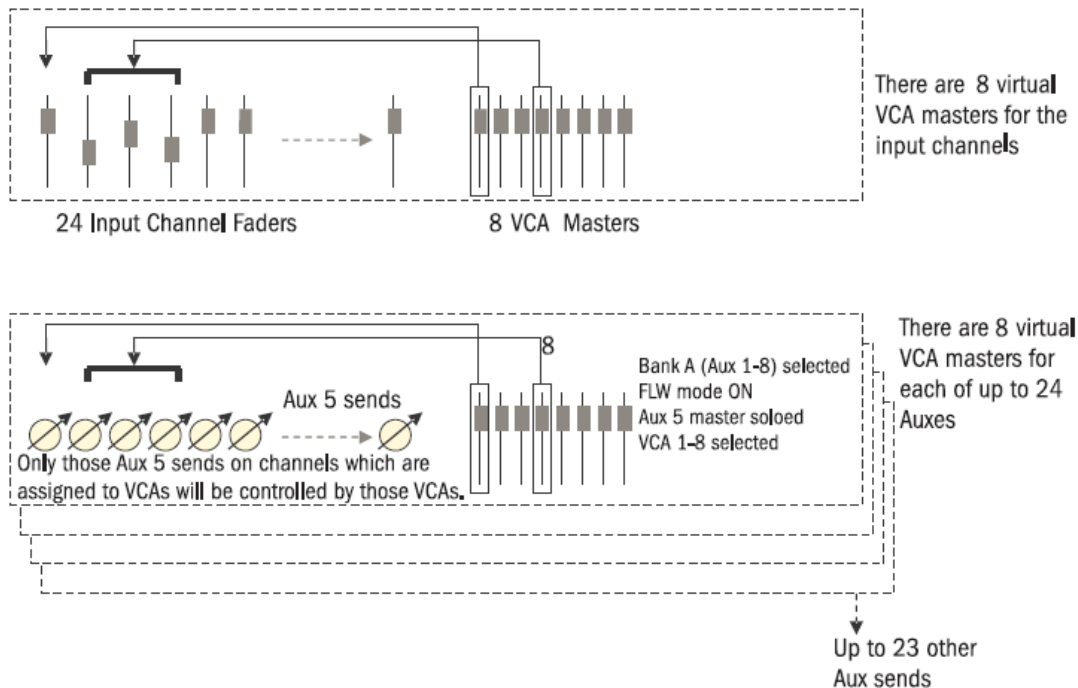 There are 8 virtual
VCA masters for the
input channels
24 Input Channel Faders
8 VCA Masters
There are 8 virtual
VCA masters for
each of up to 24
Auxes
8
Bank A (Aux 1-8) selected
FLW mode ON
Aux 5 master soloed
VCA 1-8 selected
Aux 5 sends
Only those Aux 5 sends on channels which are
assigned to VCAs will be controlled by those VCAs.
Up to 23 other
Aux sends